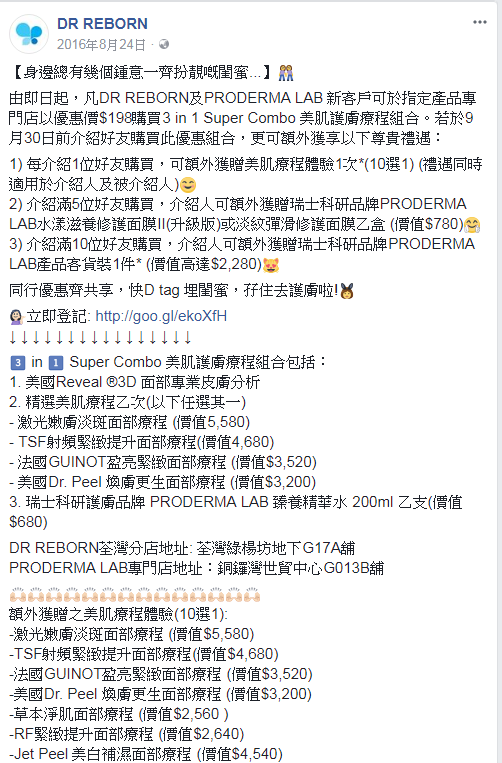 DR REBORN
2016年8月24日 ·
【身邊總有幾個鍾意一齊扮靚嘅閨蜜...】👭
由即日起，凡DR REBORN及PRODERMA LAB 新客戶可於指定產品專
門店以優惠價$198購買3 in 1 Super Combo 美肌護膚療程組合。若於9
月30日前介紹好友購買此優惠組合，更可額外獲享以下尊貴禮遇：
1) 每介紹1位好友購買，可額外獲贈美肌療程體驗1次*(10選1) (禮遇同時
適用於介紹人及被介紹人)😊
2) 介紹滿5位好友購買，介紹人可額外獲贈瑞士科研品牌PRODERMA
LAB水漾滋養修護面膜II(升級版)或淡紋彈滑修護面膜乙盒 (價值$780)🤗
3) 介紹滿10位好友購買，介紹人可額外獲贈瑞士科研品牌PRODERMA
LAB產品客貨裝1件* (價值高達$2,280)😻
同行優惠齊共享，快D tag 埋閨蜜，孖住去護膚啦!👯
💁🏻立即登記: http://goo.gl/ekoXfH
↓↓↓↓↓↓↓↓↓↓↓↓↓↓↓
3️⃣ in 1️⃣ Super Combo 美肌護膚療程組合包括：
1. 美國Reveal ®3D 面部專業皮膚分析
2. 精選美肌療程乙次(以下任選其一)
- 激光嫩膚淡斑面部療程 (價值5,580)
- TSF射頻緊緻提升面部療程(價值4,680)
- 法國GUINOT盈亮緊緻面部療程 (價值$3,520)
- 美國Dr. Peel 煥膚更生面部療程 (價值$3,200)
3. 瑞士科研護膚品牌 PRODERMA LAB 臻養精華水 200ml 乙支(價值
$680)
DR REBORN荃灣分店地址: 荃灣綠楊坊地下G17A舖
PRODERMA LAB專門店地址：銅鑼灣世貿中心G013B舖
🙌🏻🙌🏻🙌🏻🙌🏻🙌🏻🙌🏻🙌🏻🙌🏻🙌🏻🙌🏻🙌🏻🙌🏻🙌🏻🙌🏻
額外獲贈之美肌療程體驗(10選1):
-激光嫩膚淡斑面部療程 (價值$5,580)
-TSF射頻緊緻提升面部療程(價值$4,680)
-法國GUINOT盈亮緊緻面部療程 (價值$3,520)
-美國Dr. Peel 煥膚更生面部療程 (價值$3,200)
-草本淨肌面部療程 (價值$2,560 )
-RF緊緻提升面部療程 (價值$2,640)
-Jet Peel 美白補濕面部療程 (價值$4,540)